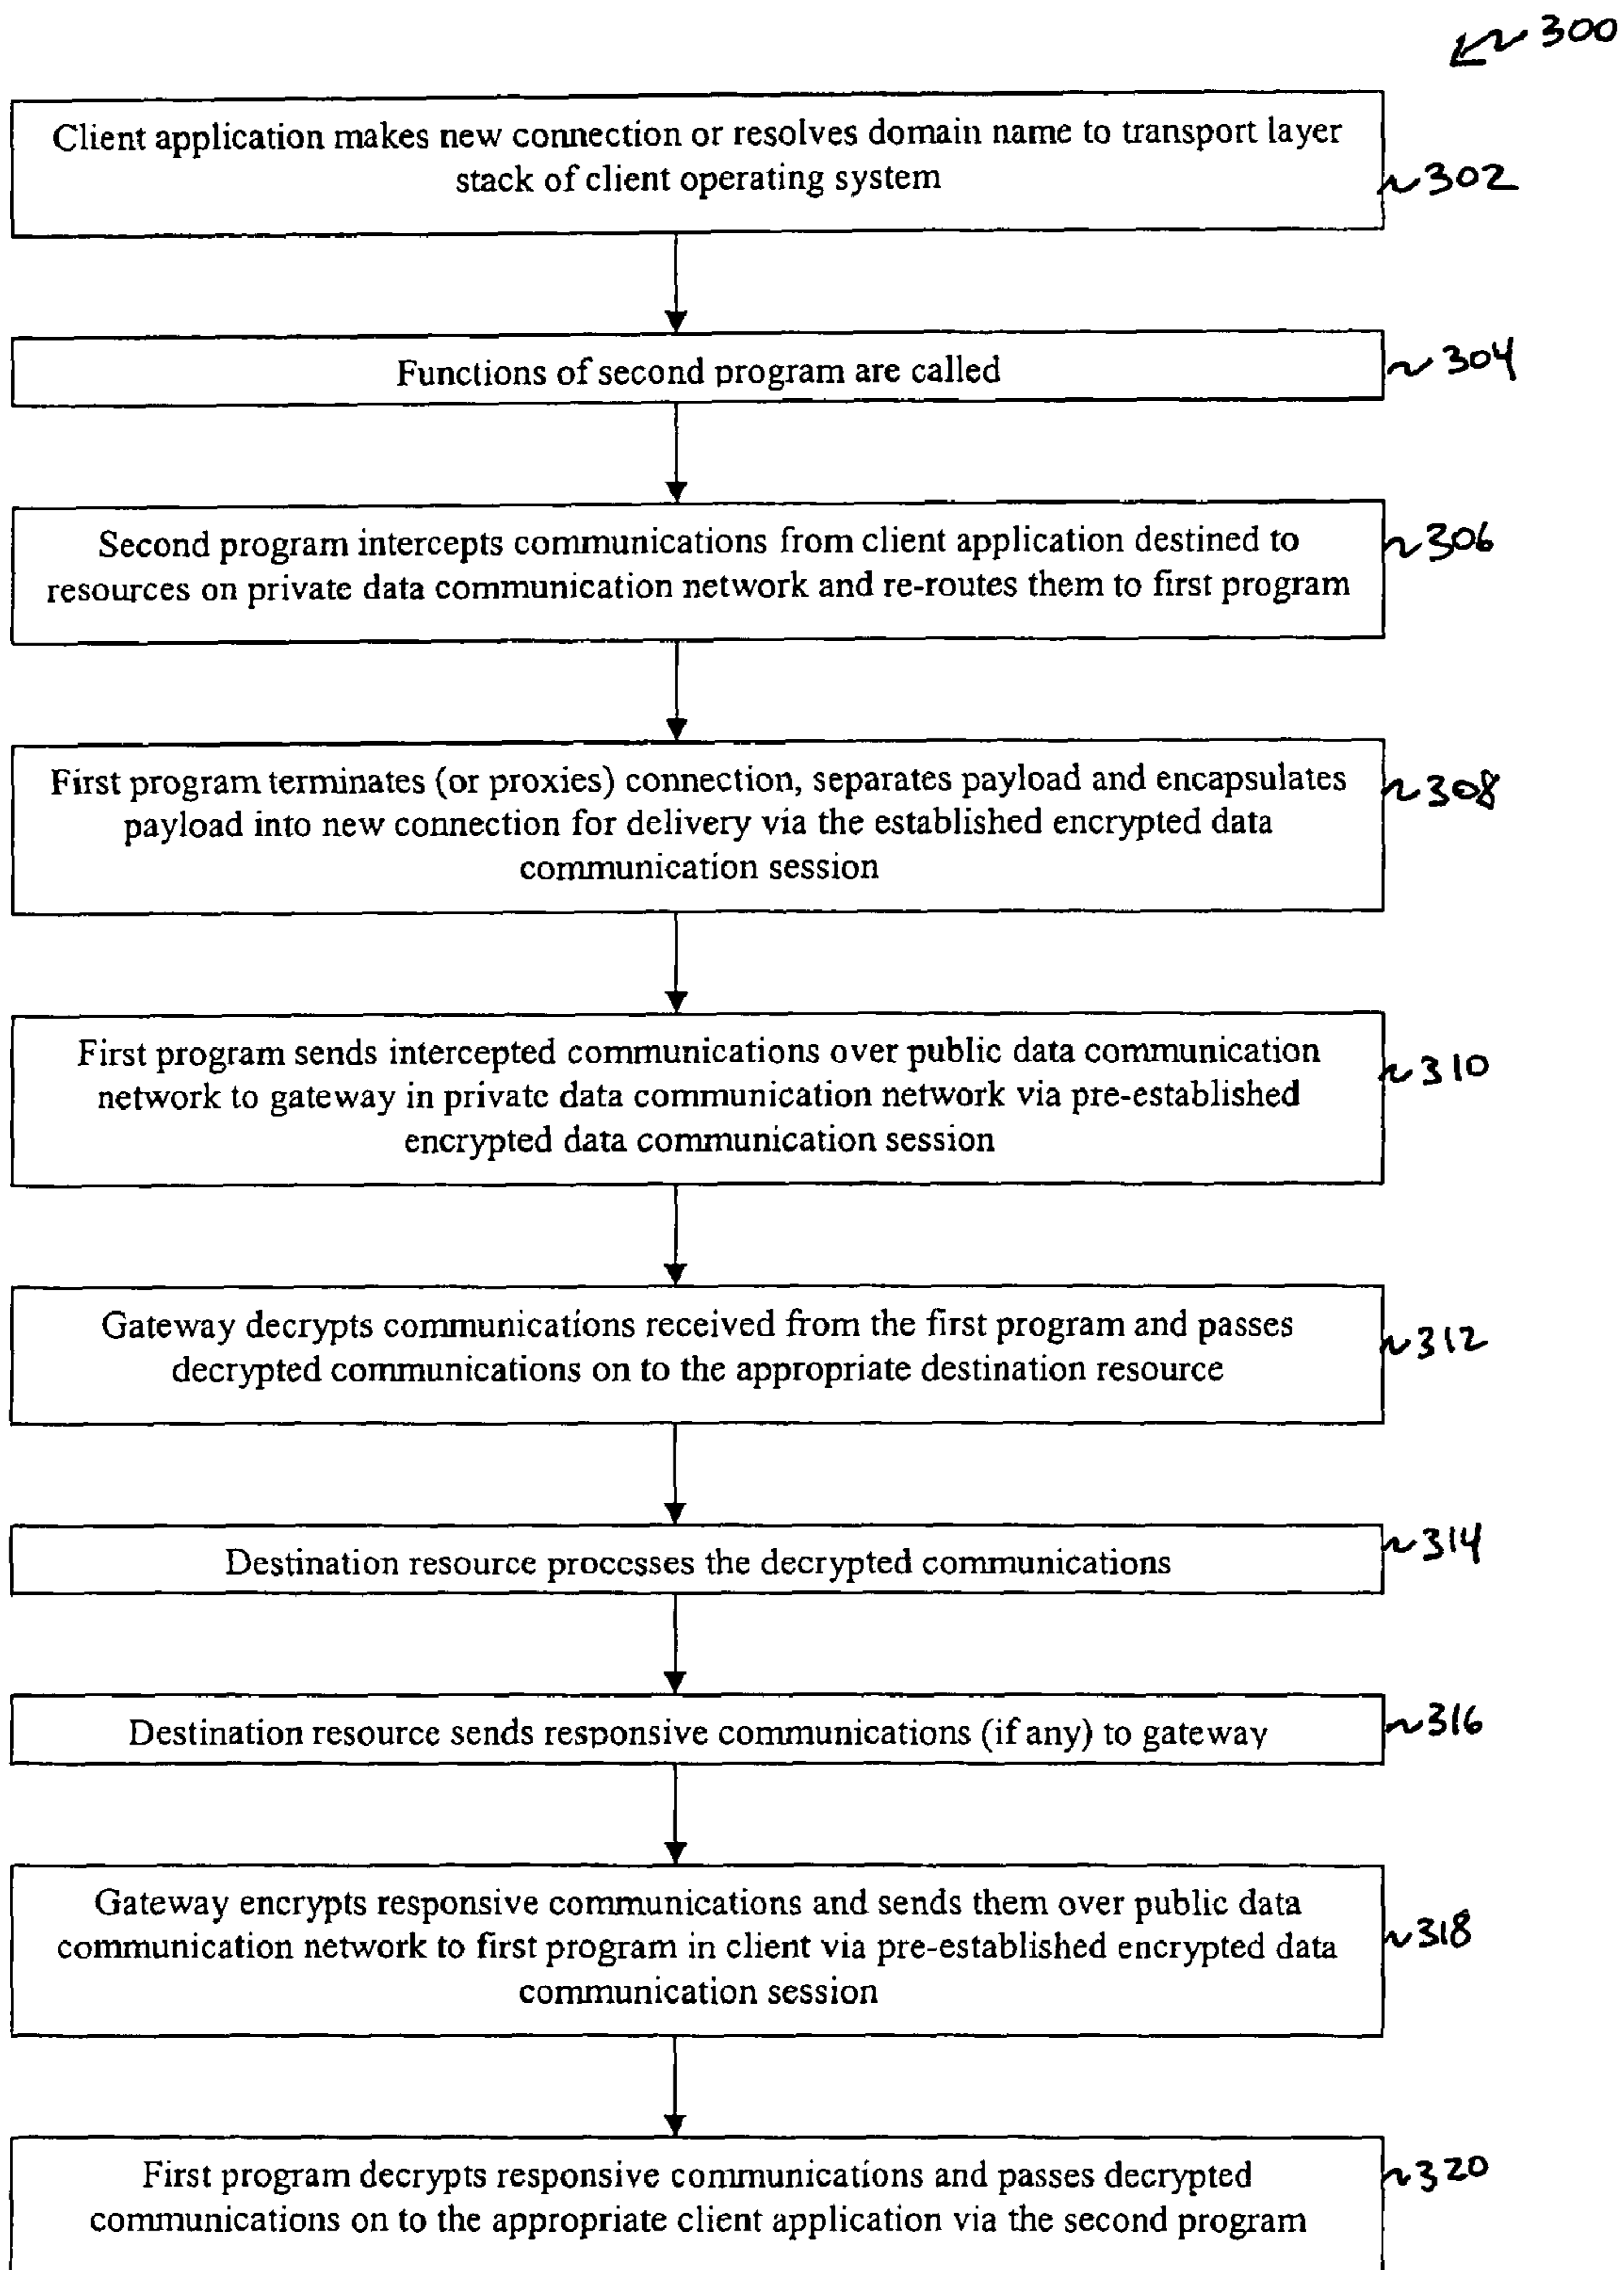 300
Client application makes new connection or resolves domain name to transport layer
stack of client operating system
302
Functions of second program are called
304
Second program intercepts communications from client application destined to
resources on private data communication network and re-routes them to first program
306
First program terminates (or proxies) connection, separates payload and encapsulates
payload into new connection for delivery via the established encrypted data
communication session
308
First program sends intercepted communications over public data communication
network to gateway in private data communication network via pre-established
encrypted data communication session
310
Gateway decrypts communications received from the first program and passes
decrypted communications on to the appropriate destination resource
312
Destination resource processes the decrypted communications
314
Destination resource sends responsive communications (if any) to gateway
316
Gateway encrypts responsive communications and sends them over public data
communication network to first program in client via pre-established encrypted data
communication session
318
First program decrypts responsive communications and passes decrypted
communications on to the appropriate client application via the second program
320